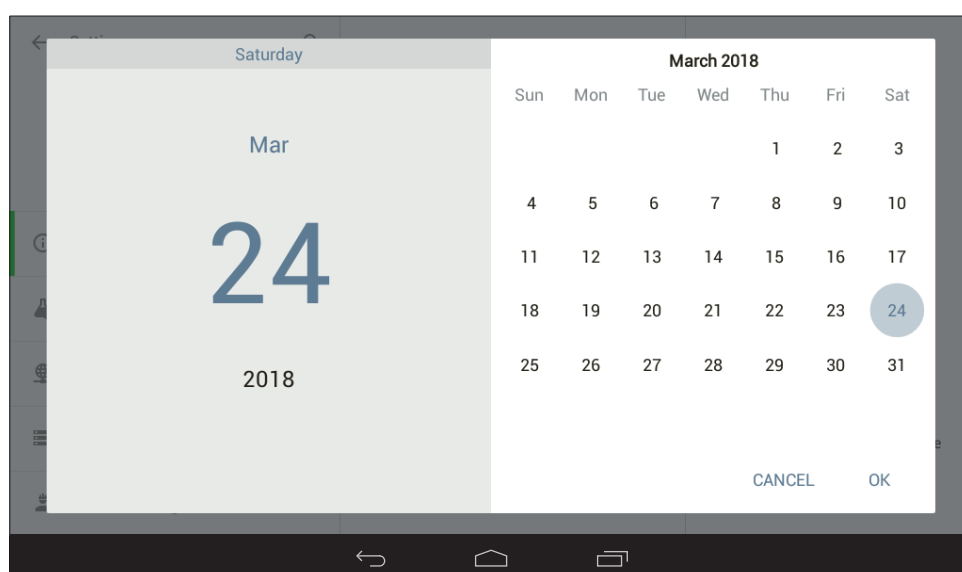 Saturday
Mar
24
2018
March 2018
Sun Mon Tue Wed Thu Fri Sat
1 2 3
4 5 6 7 8 9 10
11 12 13 14 15 16 17
18 19 20 21 22 23 24
25 26 27 28 29 30 31
CANCEL OK